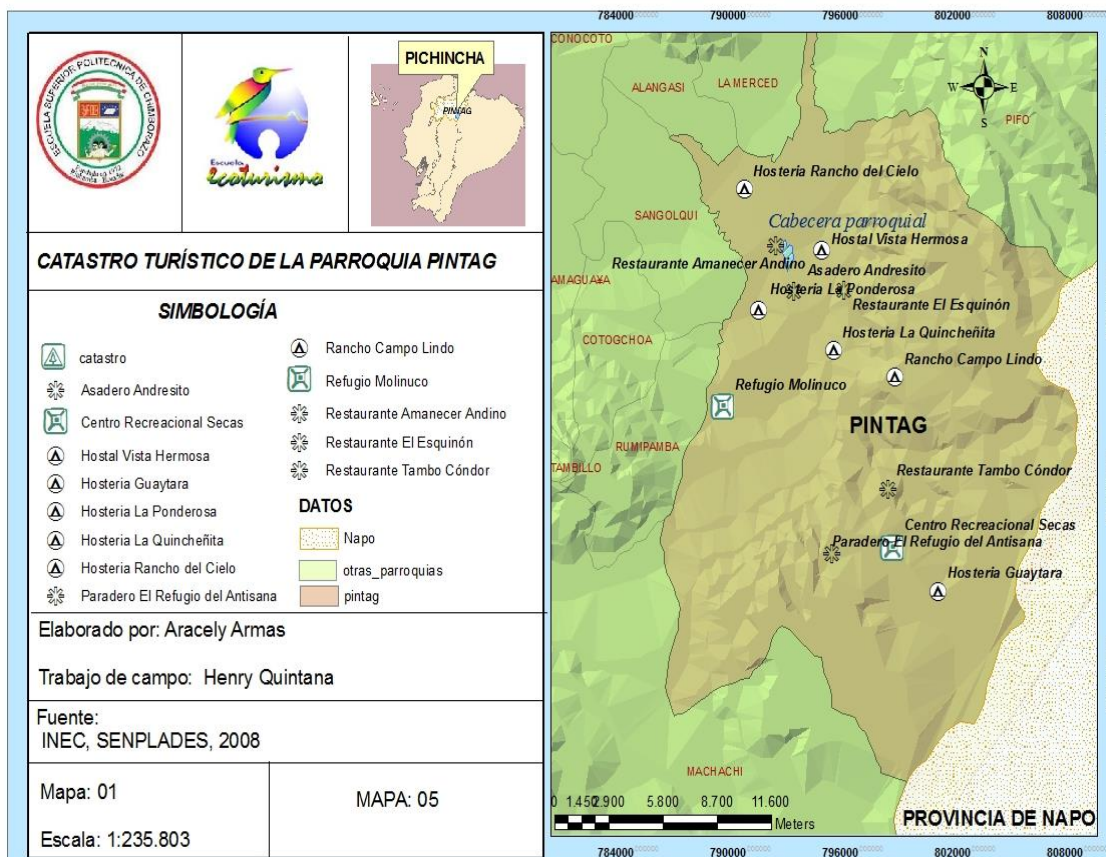 ESCUELA SUPERIOR POLITECNICA DE CHIMBORAZO
Escuela
ecoturismo
PICHINCHA
PINTAG
CATASTRO TURÍSTICO DE LA PARROQUIA PINTAG
SIMBOLOGÍA
catastro
Asadero Andresito
Centro Recreacional Secas
Hostal Vista Hermosa
Hosteria Guaytara
Hosteria La Ponderosa
Hosteria La Quincheñita
Hosteria Rancho del Cielo
Paradero El Refugio del Antisana
Rancho Campo Lindo
Refugio Molinuco
Restaurante Amanecer Andino
Restaurante El Esquinón
Restaurante Tambo Cóndor
DATOS
Napo
otras_parroquias
pintag
Elaborado por: Aracely Armas
Trabajo de campo: Henry Quintana
Fuente:
INEC, SENPLADES, 2008
Mapa: 01
Escala: 1:235.803
MAPA: 05
784000 790000 796000 802000 808000
CONOCOTO
ALANGASI
LA MERCED
N
W E
S
PIFO
Hosteria Rancho del Cielo
SANGOLQUI
Cabecera parroquial
Hostal Vista Hermosa
Restaurante Amanecer Andino
Asadero Andresito
AMAGUAÑA
Hosteria La Ponderosa
Restaurante El Esquinón
COTOGCHOA
Hosteria La Quincheñita
Rancho Campo Lindo
Refugio Molinuco
PINTAG
RUMIPAMBA
TAMBILLO
Restaurante Tambo Cóndor
Centro Recreacional Secas
Paradero El Refugio del Antisana
Hosteria Guaytara
MACHACHI
0 1.450 2.900 5.800 8.700 11.600
Meters
PROVINCIA DE NAPO
784000 790000 796000 802000 808000